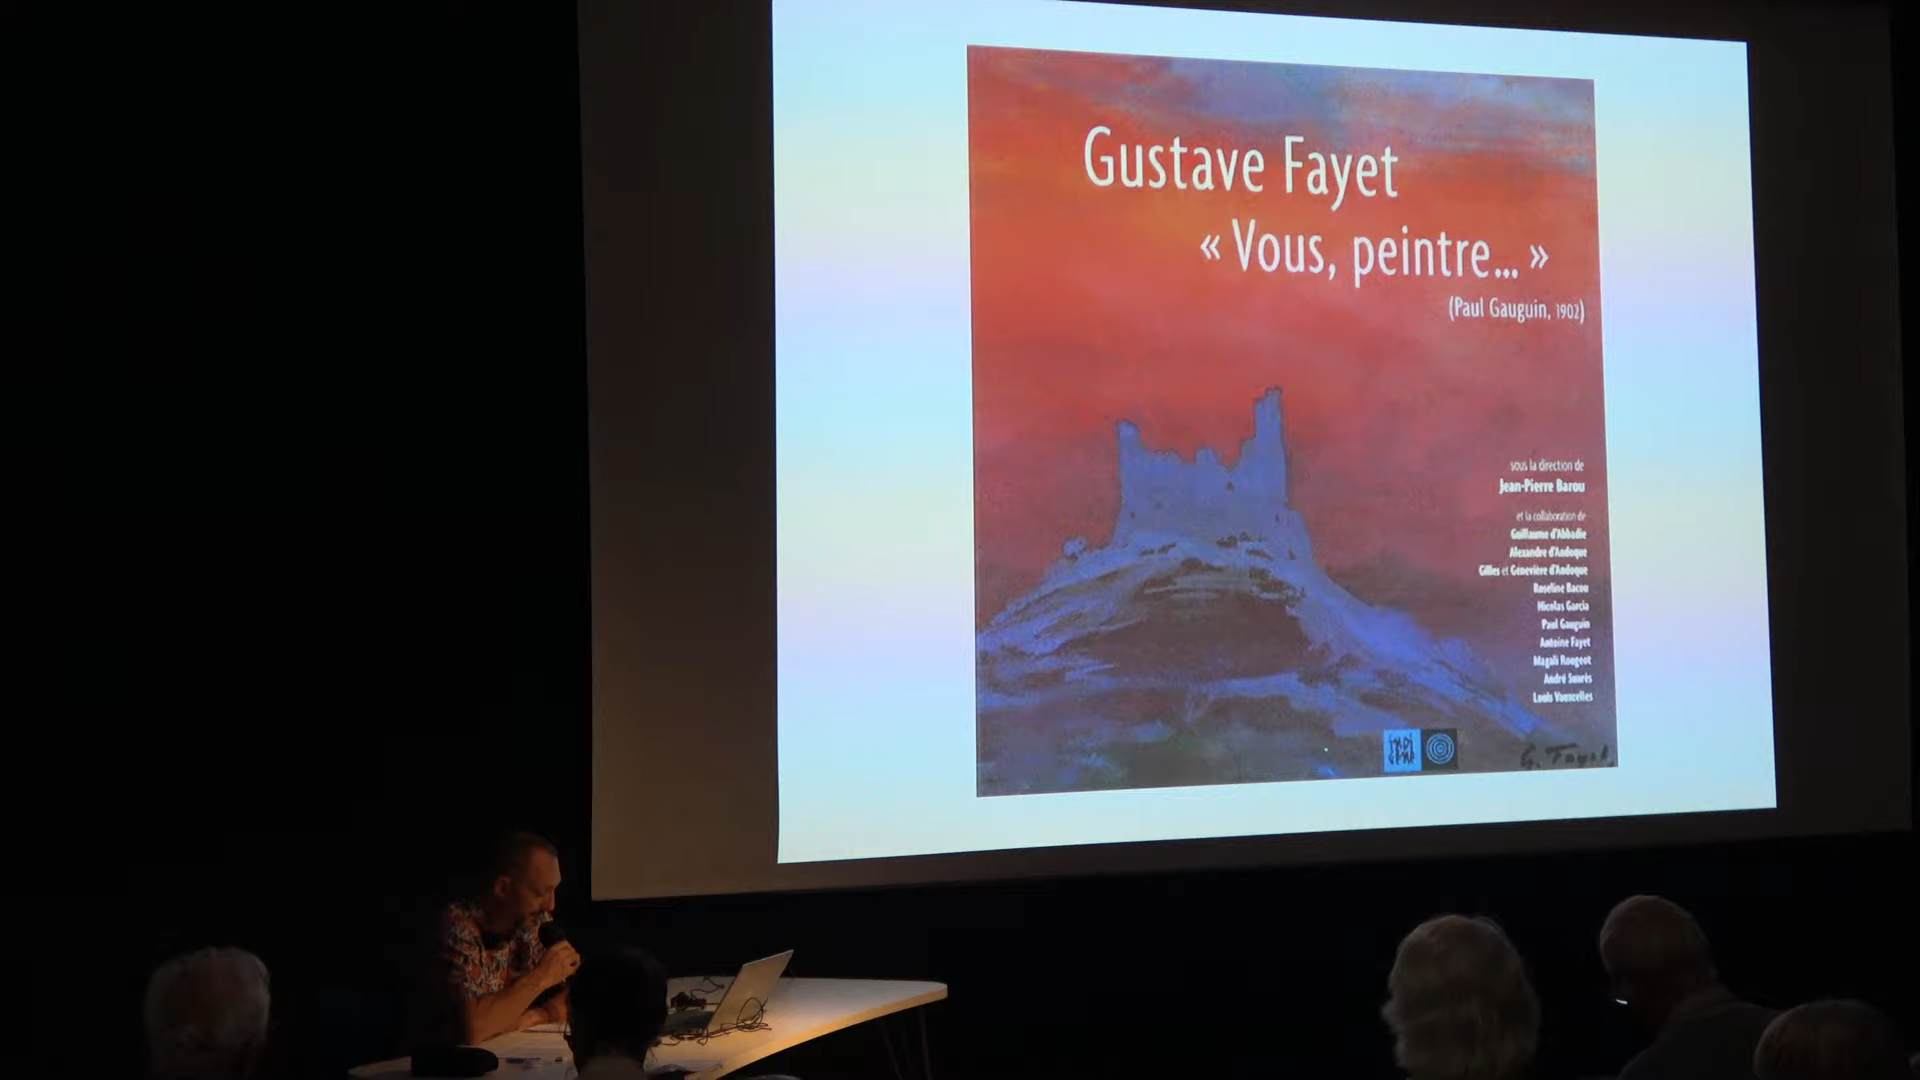 Gustave Fayet
« Vous, peintre... »
(Paul Gauguin, 1902)
sous la direction de
Jean-Pierre Barou
et la collaboration de
Guillaume d'Abbadie
Alexandre d'Andoque
Gilles et Geneviève d'Andoque
Roseline Bacou
Nicolas Garcia
Paul Gauguin
Antoine Fayet
Magali Rougeot
André Suarès
Louis Vauxcelles
INDI
GÈNE
G. Fayet